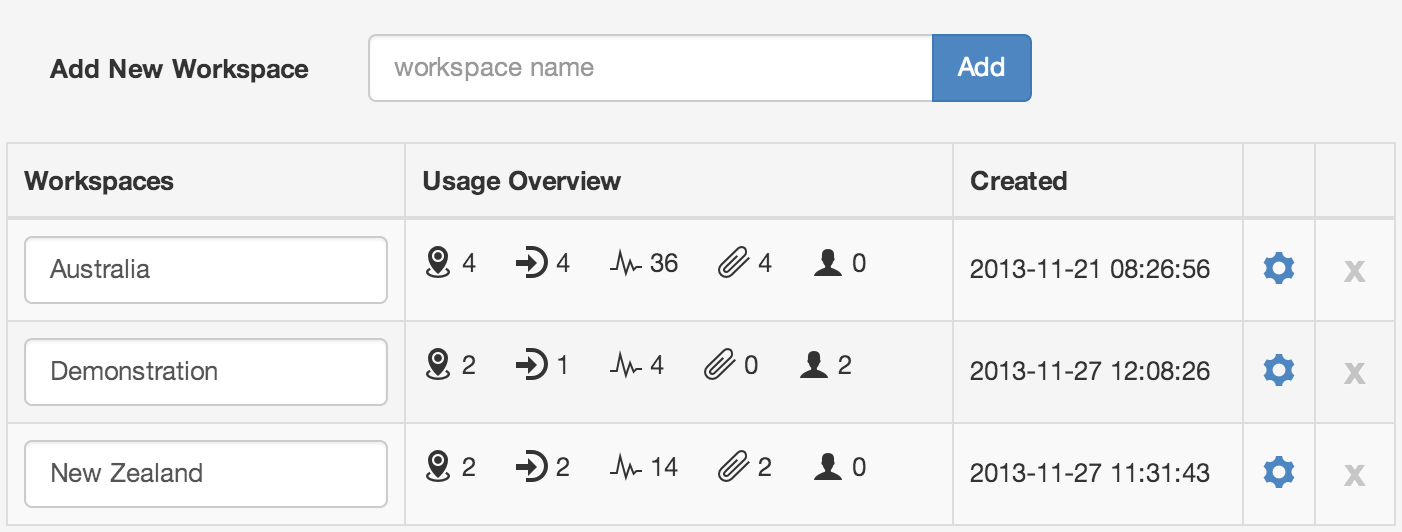 Add New Workspace workspace name Add
Workspaces Usage Overview Created
Australia 4 4 36 4 0 2013-11-21 08:26:56 x
Demonstration 2 1 4 0 2 2013-11-27 12:08:26 x
New Zealand 2 2 14 2 0 2013-11-27 11:31:43 x